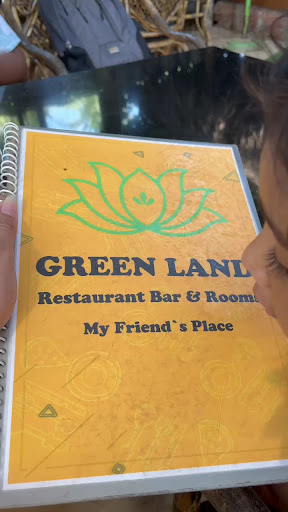 GREEN LAND
Restaurant Bar & Rooms
My Friend`s Place